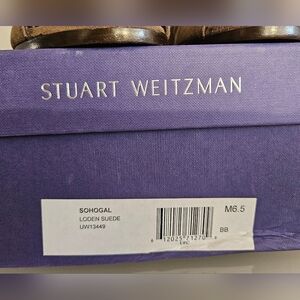 STUART WEITZMAN
SOHOGAL
LODEN SUEDE
UW13449
M6.5
BB